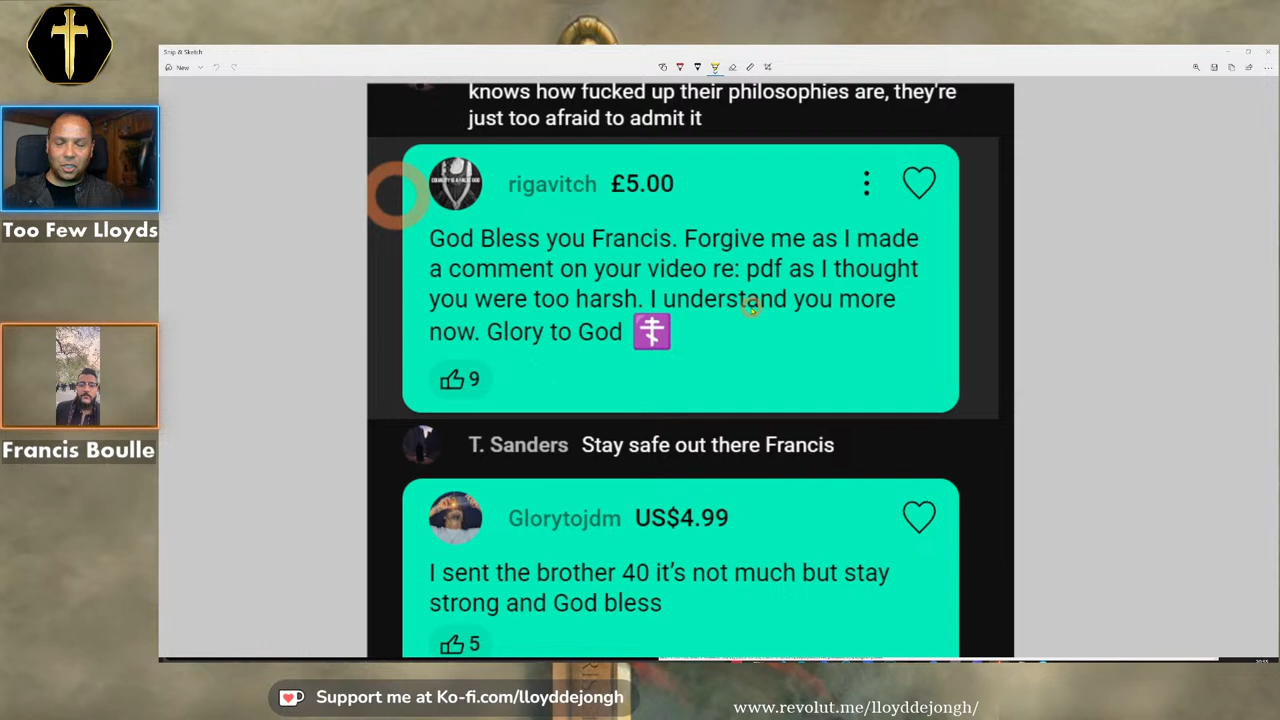 Snip & Sketch
New
knows how fucked up their philosophies are, they're
just too afraid to admit it
rigavitch £5.00
God Bless you Francis. Forgive me as I made
a comment on your video re: pdf as I thought
you were too harsh. I understand you more
now. Glory to God ☦
9
T. Sanders Stay safe out there Francis
Glorytojdm US$4.99
I sent the brother 40 it’s not much but stay
strong and God bless
5
Too Few Lloyds
Francis Boulle
Support me at Ko-fi.com/lloyddejongh
www.revolut.me/lloyddejongh/